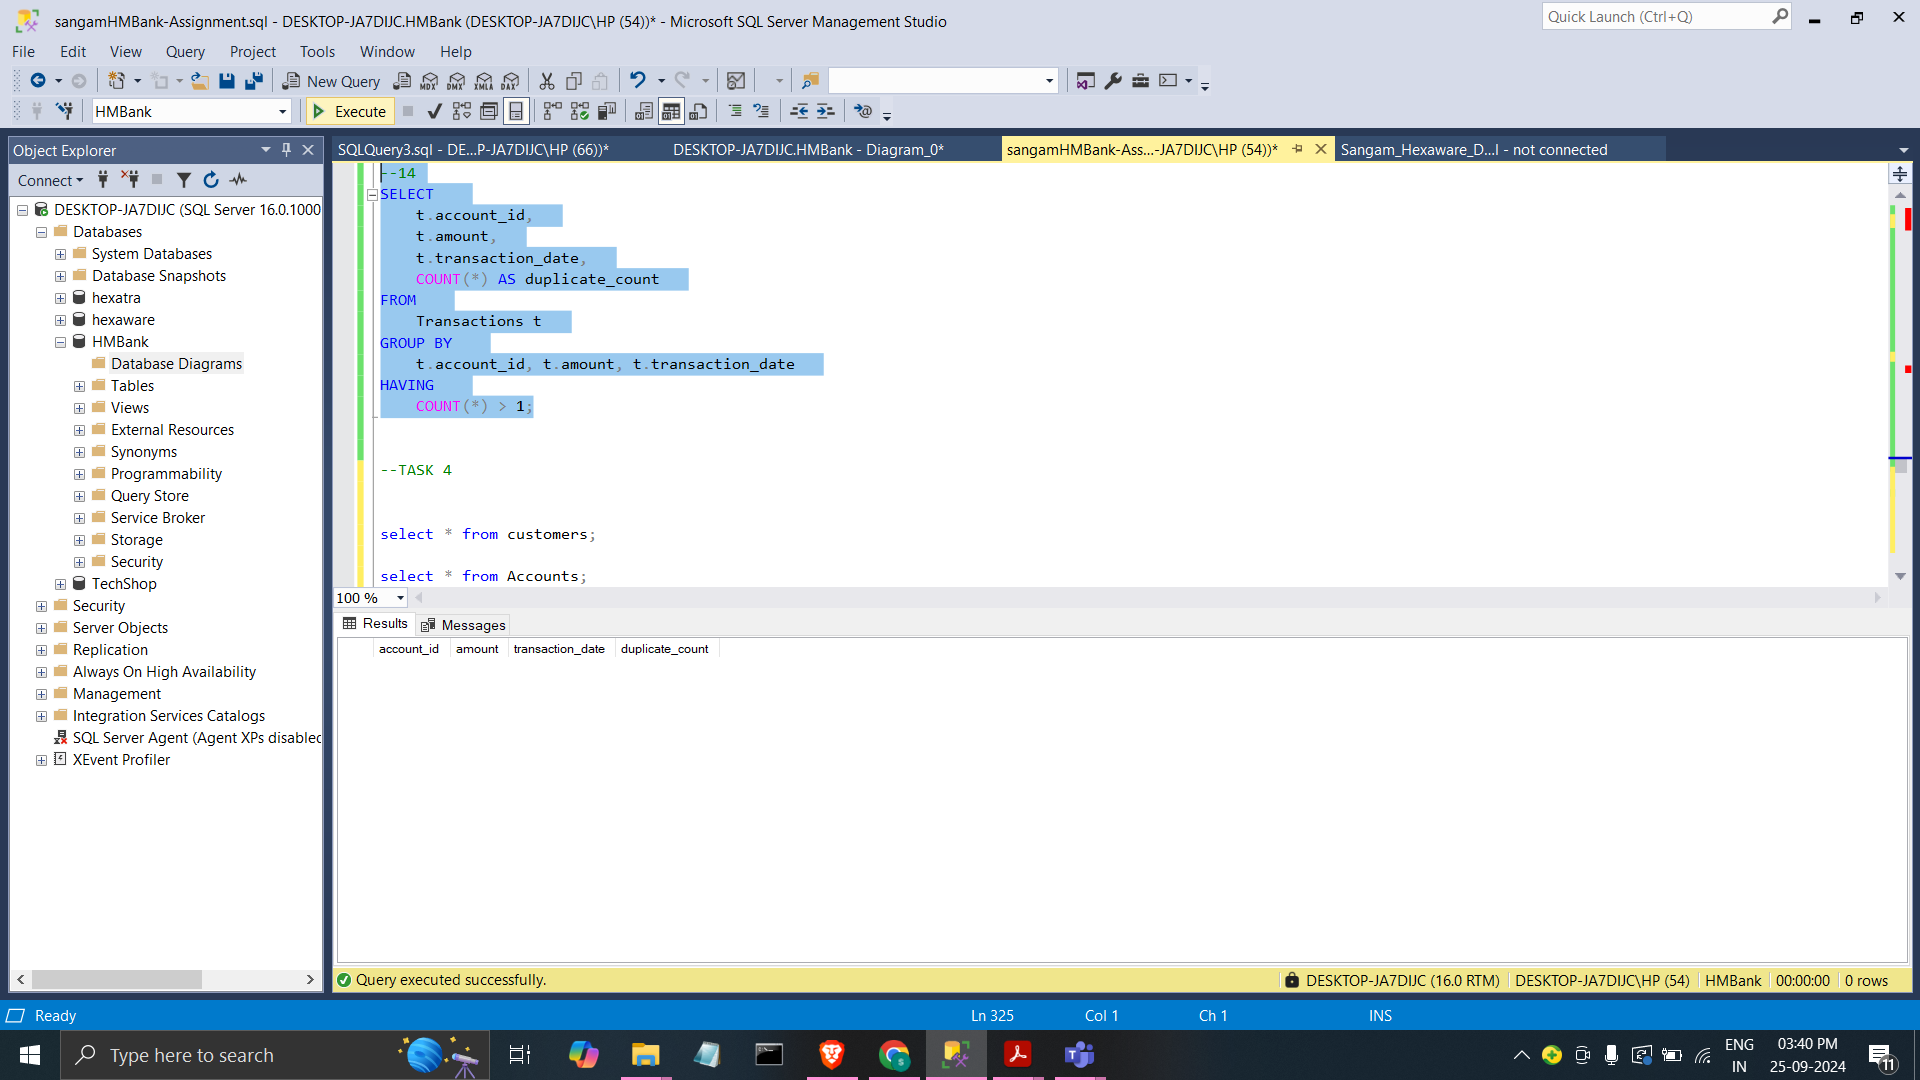 sangamHMBank-Assignment.sql - DESKTOP-JA7DIJC.HMBank (DESKTOP-JA7DIJC\HP (54))* - Microsoft SQL Server Management Studio
Quick Launch (Ctrl+Q)
File Edit View Query Project Tools Window Help
New Query
MDX DMX XMLA DAX
HMBank
Execute
Object Explorer
SQLQuery3.sql - DE...P-JA7DIJC\HP (66))*
DESKTOP-JA7DIJC.HMBank - Diagram_0*
sangamHMBank-Ass...-JA7DIJC\HP (54))*
Sangam_Hexaware_D...l - not connected
Connect
DESKTOP-JA7DIJC (SQL Server 16.0.1000
Databases
System Databases
Database Snapshots
hexatra
hexaware
HMBank
Database Diagrams
Tables
Views
External Resources
Synonyms
Programmability
Query Store
Service Broker
Storage
Security
TechShop
Security
Server Objects
Replication
Always On High Availability
Management
Integration Services Catalogs
SQL Server Agent (Agent XPs disabled
XEvent Profiler
--14
SELECT
t.account_id,
t.amount,
t.transaction_date,
COUNT(*) AS duplicate_count
FROM
Transactions t
GROUP BY
t.account_id, t.amount, t.transaction_date
HAVING
COUNT(*) > 1;
--TASK 4
select * from customers;
select * from Accounts;
100 %
Results Messages
account_id amount transaction_date duplicate_count
Query executed successfully.
DESKTOP-JA7DIJC (16.0 RTM) DESKTOP-JA7DIJC\HP (54) HMBank 00:00:00 0 rows
Ready
Ln 325 Col 1 Ch 1 INS
Type here to search
ENG
IN
03:40 PM
25-09-2024
11